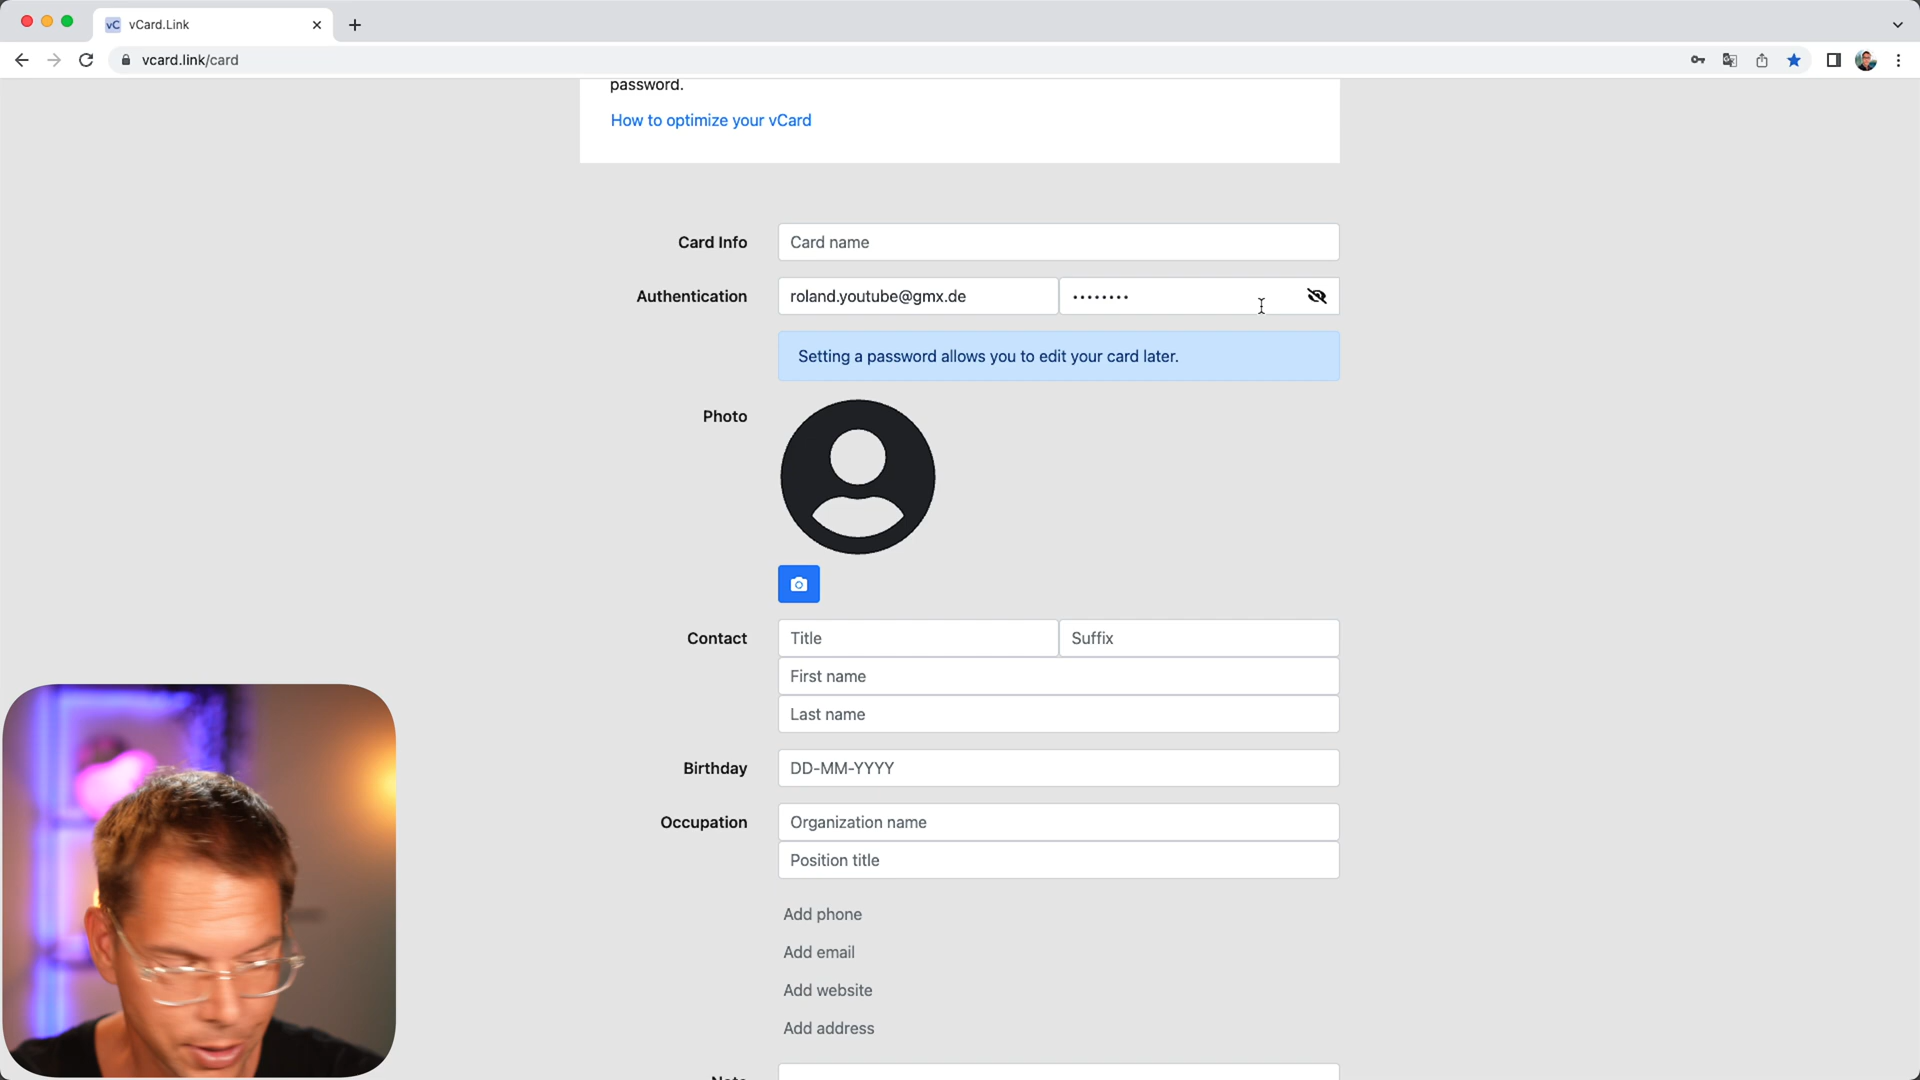 vC vCard.Link
vcard.link/card
password.
How to optimize your vCard
Card Info
Card name
Authentication
roland.youtube@gmx.de
••••••••
Setting a password allows you to edit your card later.
Photo
Contact
Title
Suffix
First name
Last name
Birthday
DD-MM-YYYY
Occupation
Organization name
Position title
Add phone
Add email
Add website
Add address